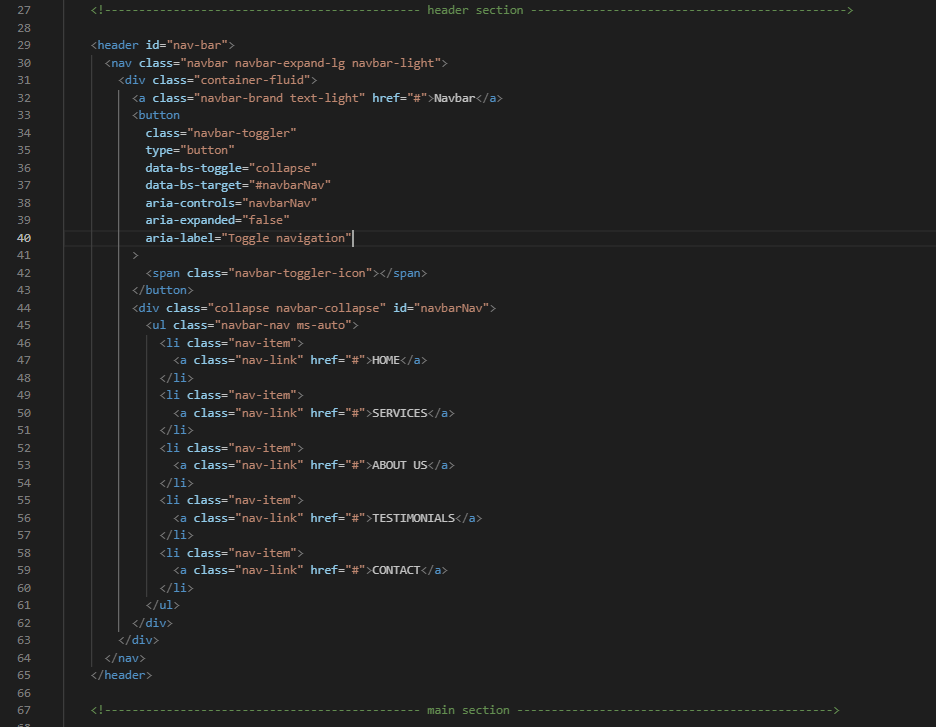 27 <!---------------------------------------------- header section ---------------------------------------------->
28
29 <header id="nav-bar">
30 <nav class="navbar navbar-expand-lg navbar-light">
31 <div class="container-fluid">
32 <a class="navbar-brand text-light" href="#">Navbar</a>
33 <button
34 class="navbar-toggler"
35 type="button"
36 data-bs-toggle="collapse"
37 data-bs-target="#navbarNav"
38 aria-controls="navbarNav"
39 aria-expanded="false"
40 aria-label="Toggle navigation"
41 >
42 <span class="navbar-toggler-icon"></span>
43 </button>
44 <div class="collapse navbar-collapse" id="navbarNav">
45 <ul class="navbar-nav ms-auto">
46 <li class="nav-item">
47 <a class="nav-link" href="#">HOME</a>
48 </li>
49 <li class="nav-item">
50 <a class="nav-link" href="#">SERVICES</a>
51 </li>
52 <li class="nav-item">
53 <a class="nav-link" href="#">ABOUT US</a>
54 </li>
55 <li class="nav-item">
56 <a class="nav-link" href="#">TESTIMONIALS</a>
57 </li>
58 <li class="nav-item">
59 <a class="nav-link" href="#">CONTACT</a>
60 </li>
61 </ul>
62 </div>
63 </div>
64 </nav>
65 </header>
66
67 <!---------------------------------------------- main section ---------------------------------------------->